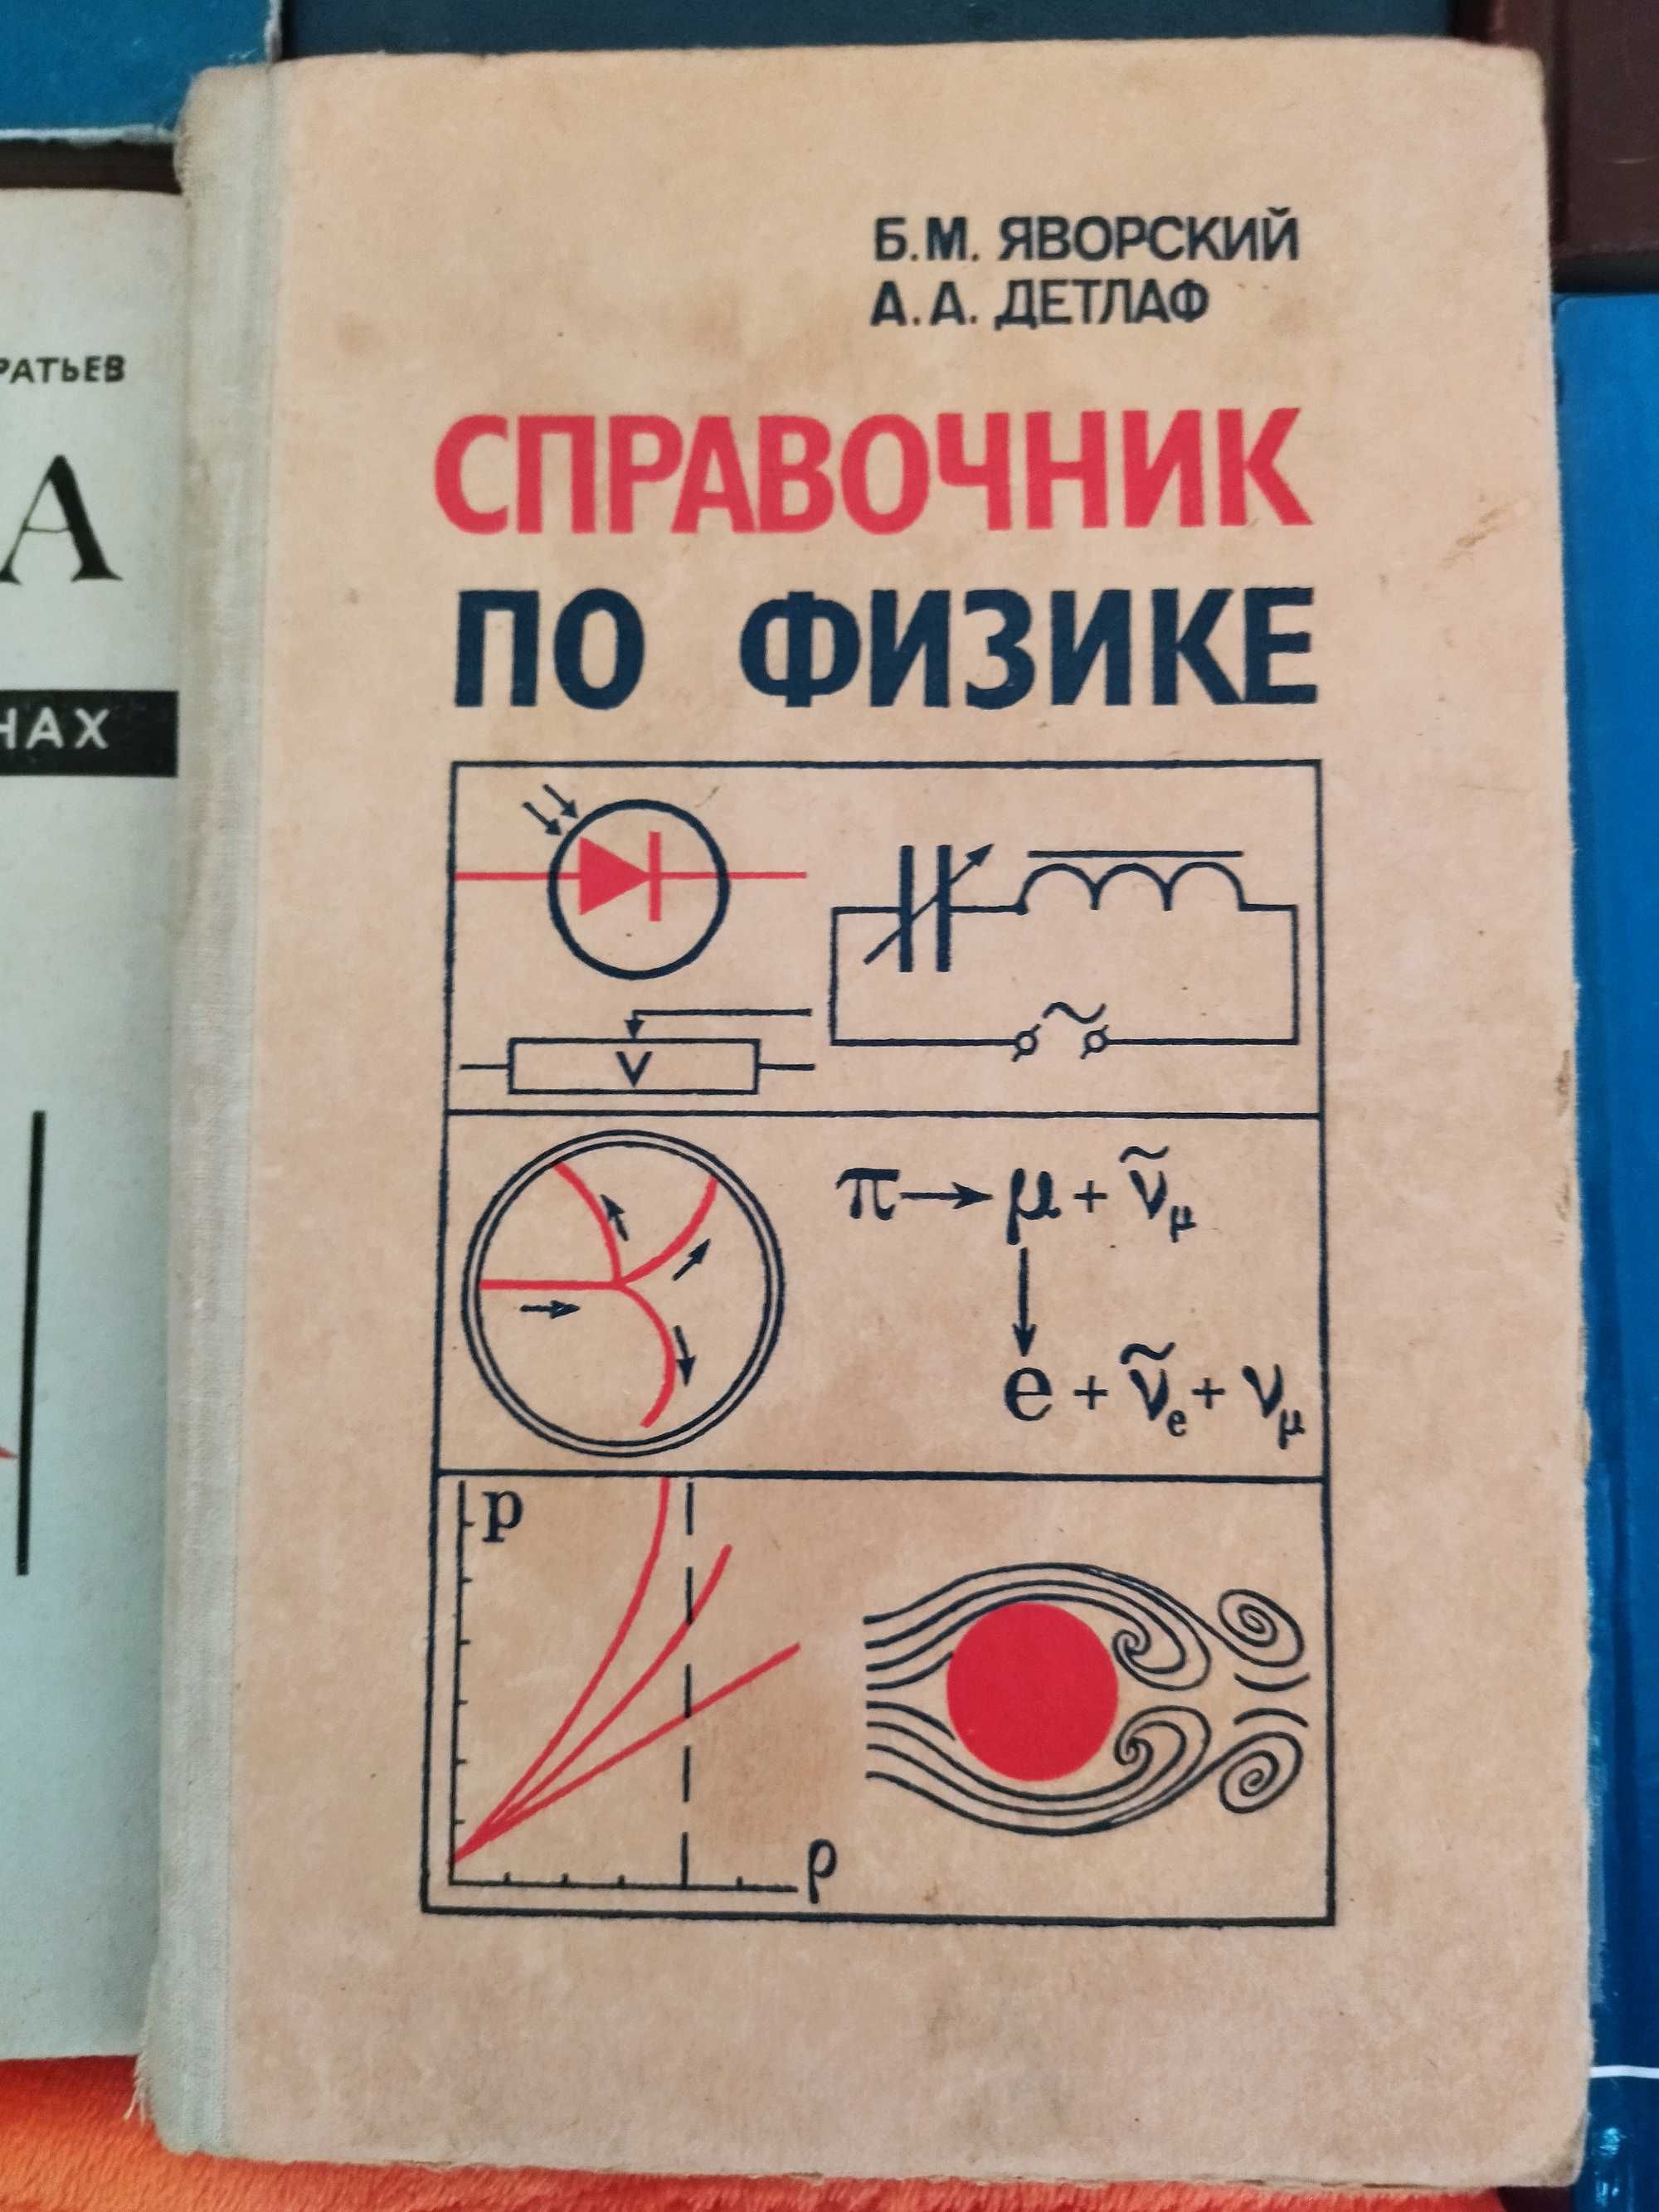 Б.М. ЯВОРСКИЙ
А.А. ДЕТЛАФ
СПРАВОЧНИК
ПО ФИЗИКЕ
V
π → μ + ν̃μ
↓
e + ν̃e + νμ
p
ρ
РАТЬЕВ
А
НАХ